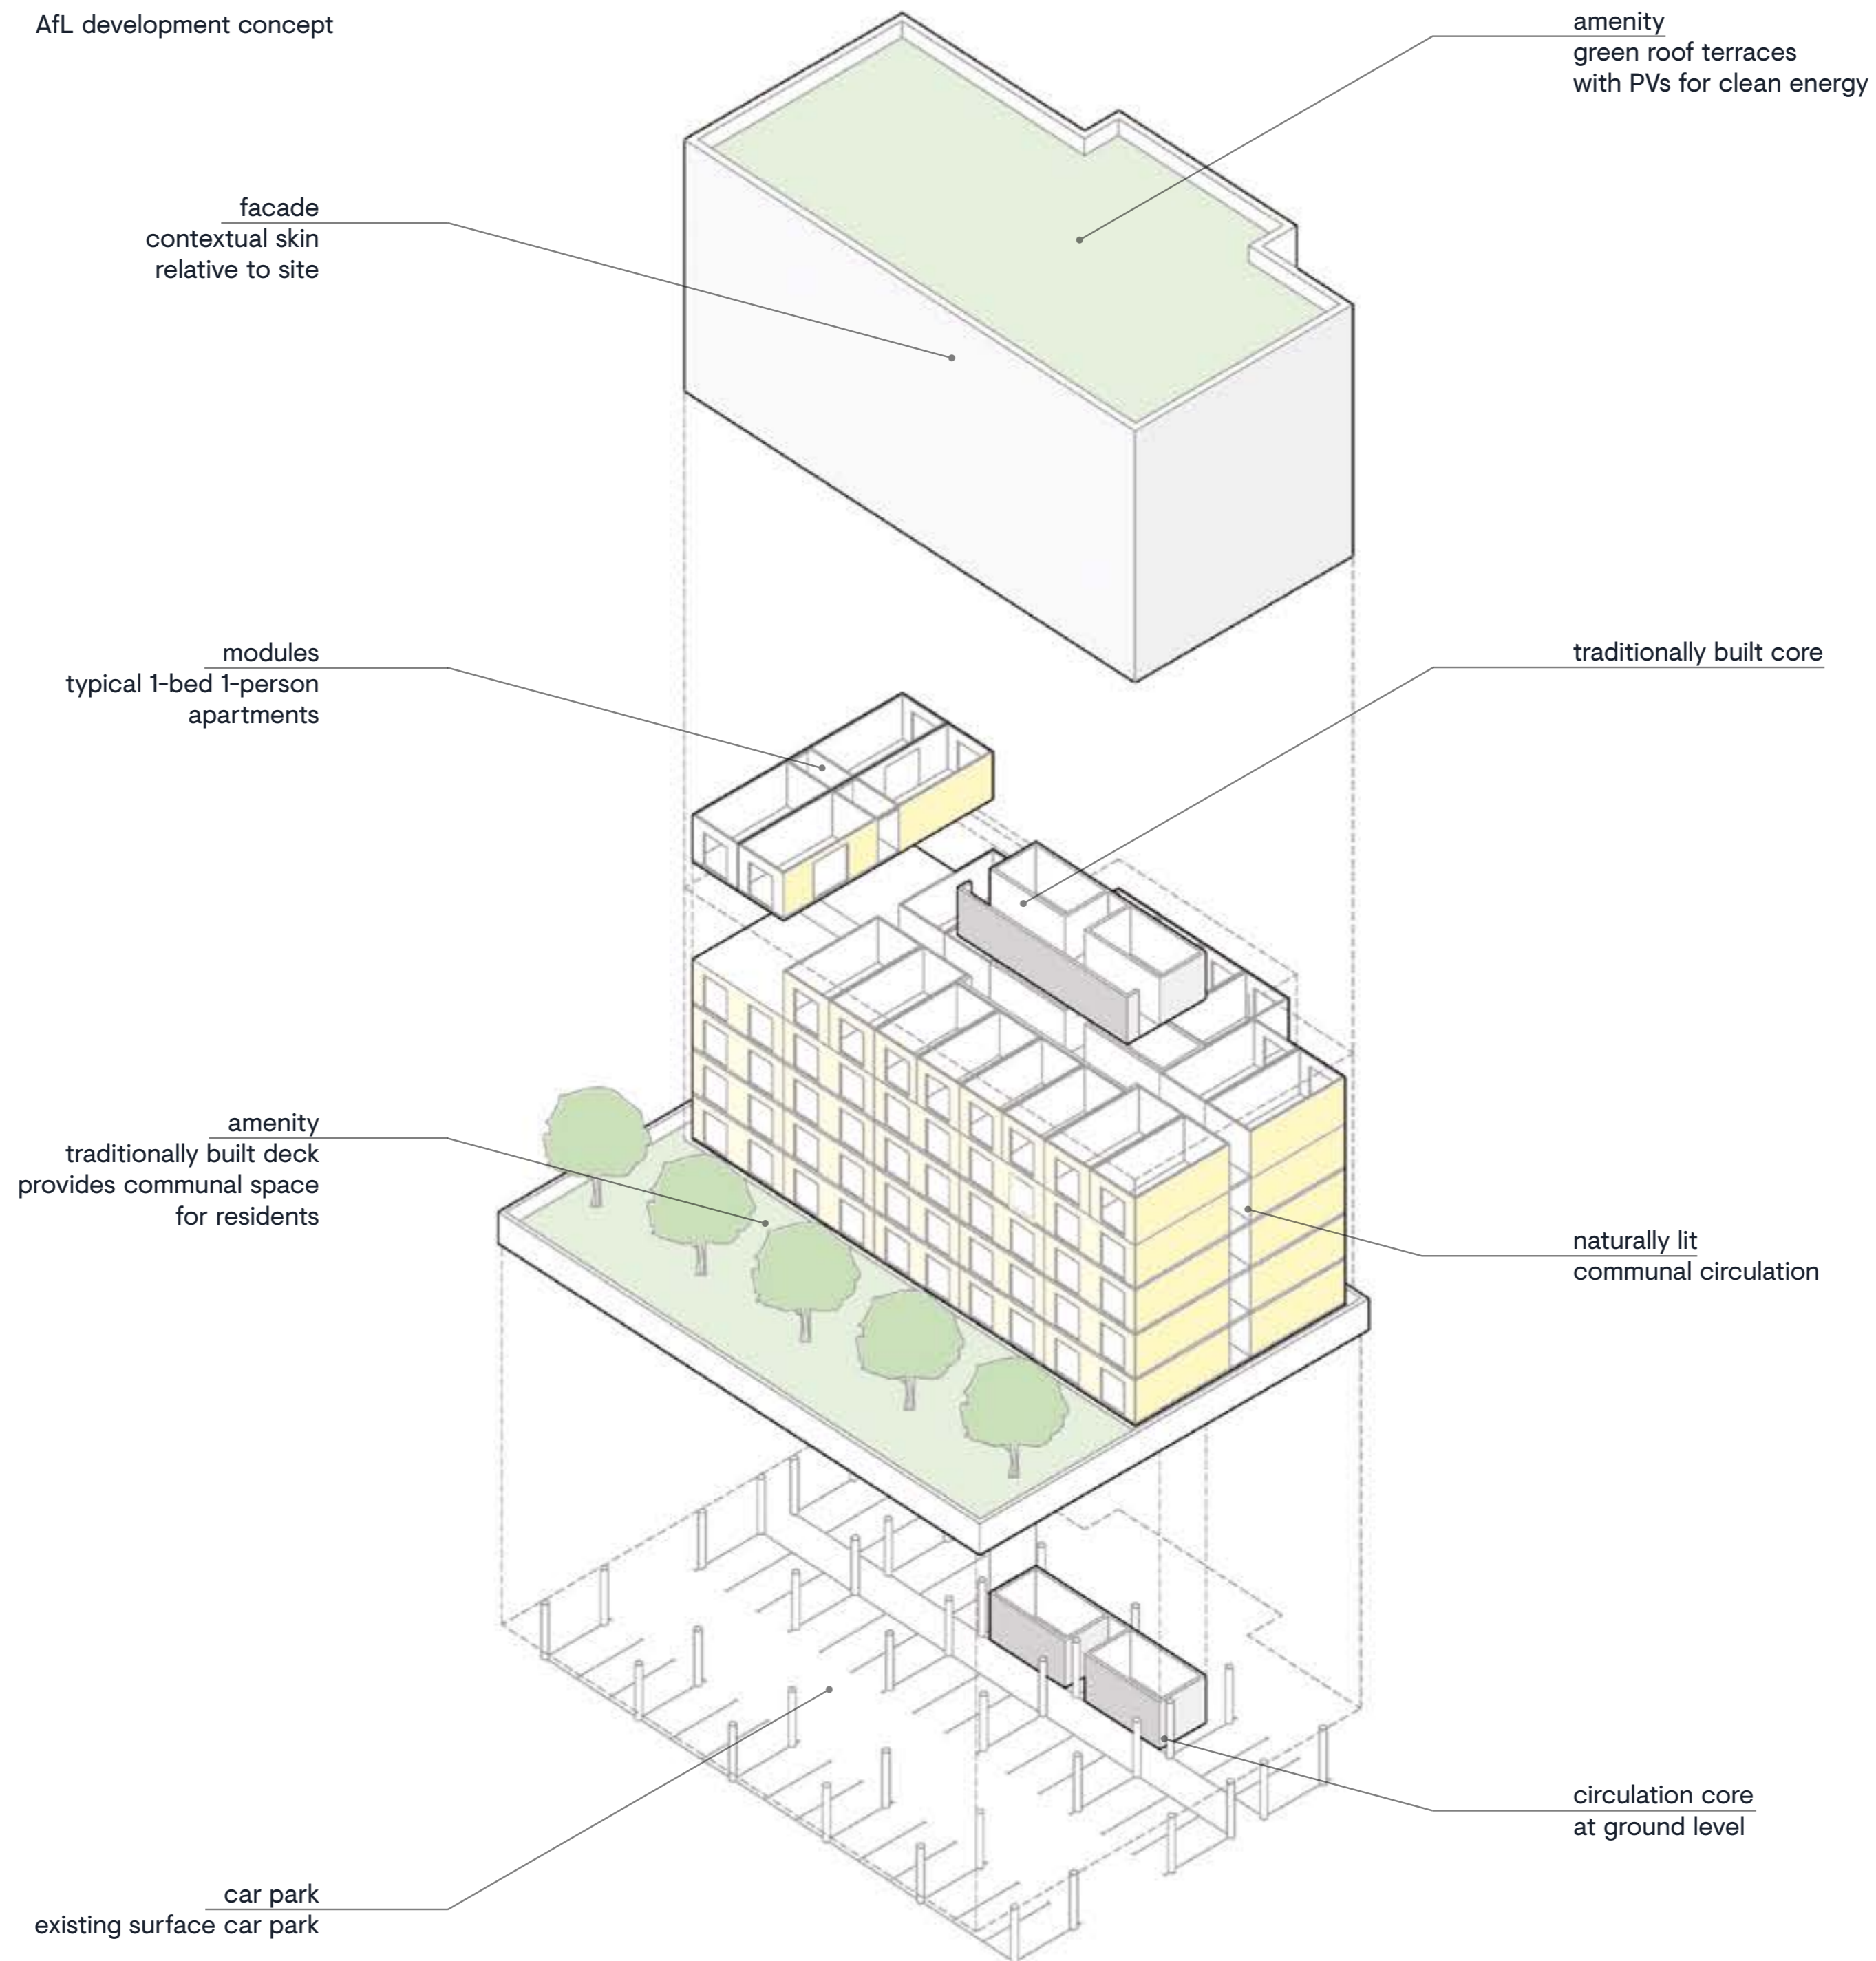 AfL development concept
amenity
green roof terraces
with PVs for clean energy
facade
contextual skin
relative to site
modules
typical 1-bed 1-person
apartments
traditionally built core
amenity
traditionally built deck
provides communal space
for residents
naturally lit
communal circulation
circulation core
at ground level
car park
existing surface car park